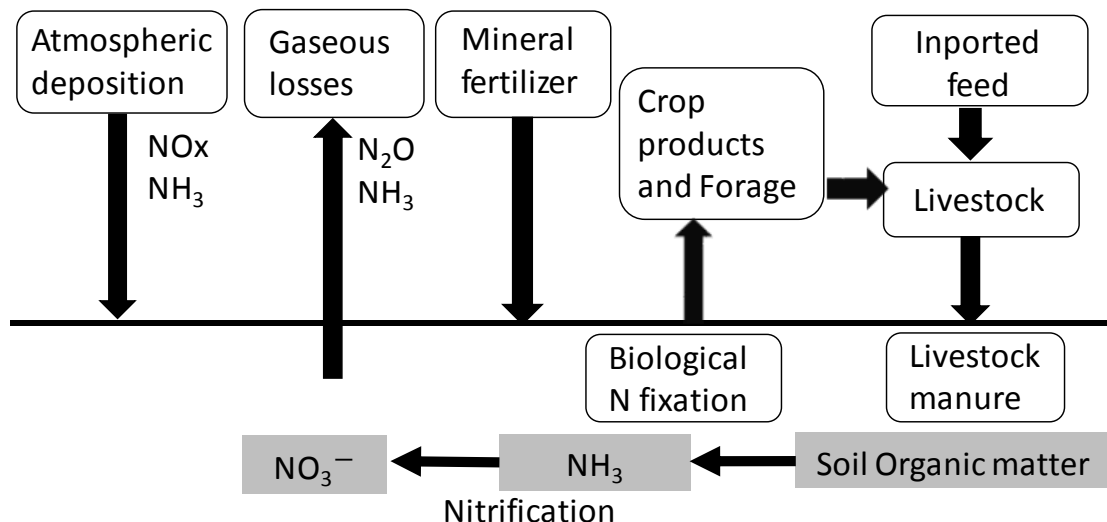 Atmospheric
deposition
Gaseous
losses
Mineral
fertilizer
Inported
feed
Crop
products
and Forage
NOx
NH₃
N₂O
NH₃
Livestock
Biological
N fixation
Livestock
manure
NO₃⁻
NH₃
Soil Organic matter
Nitrification